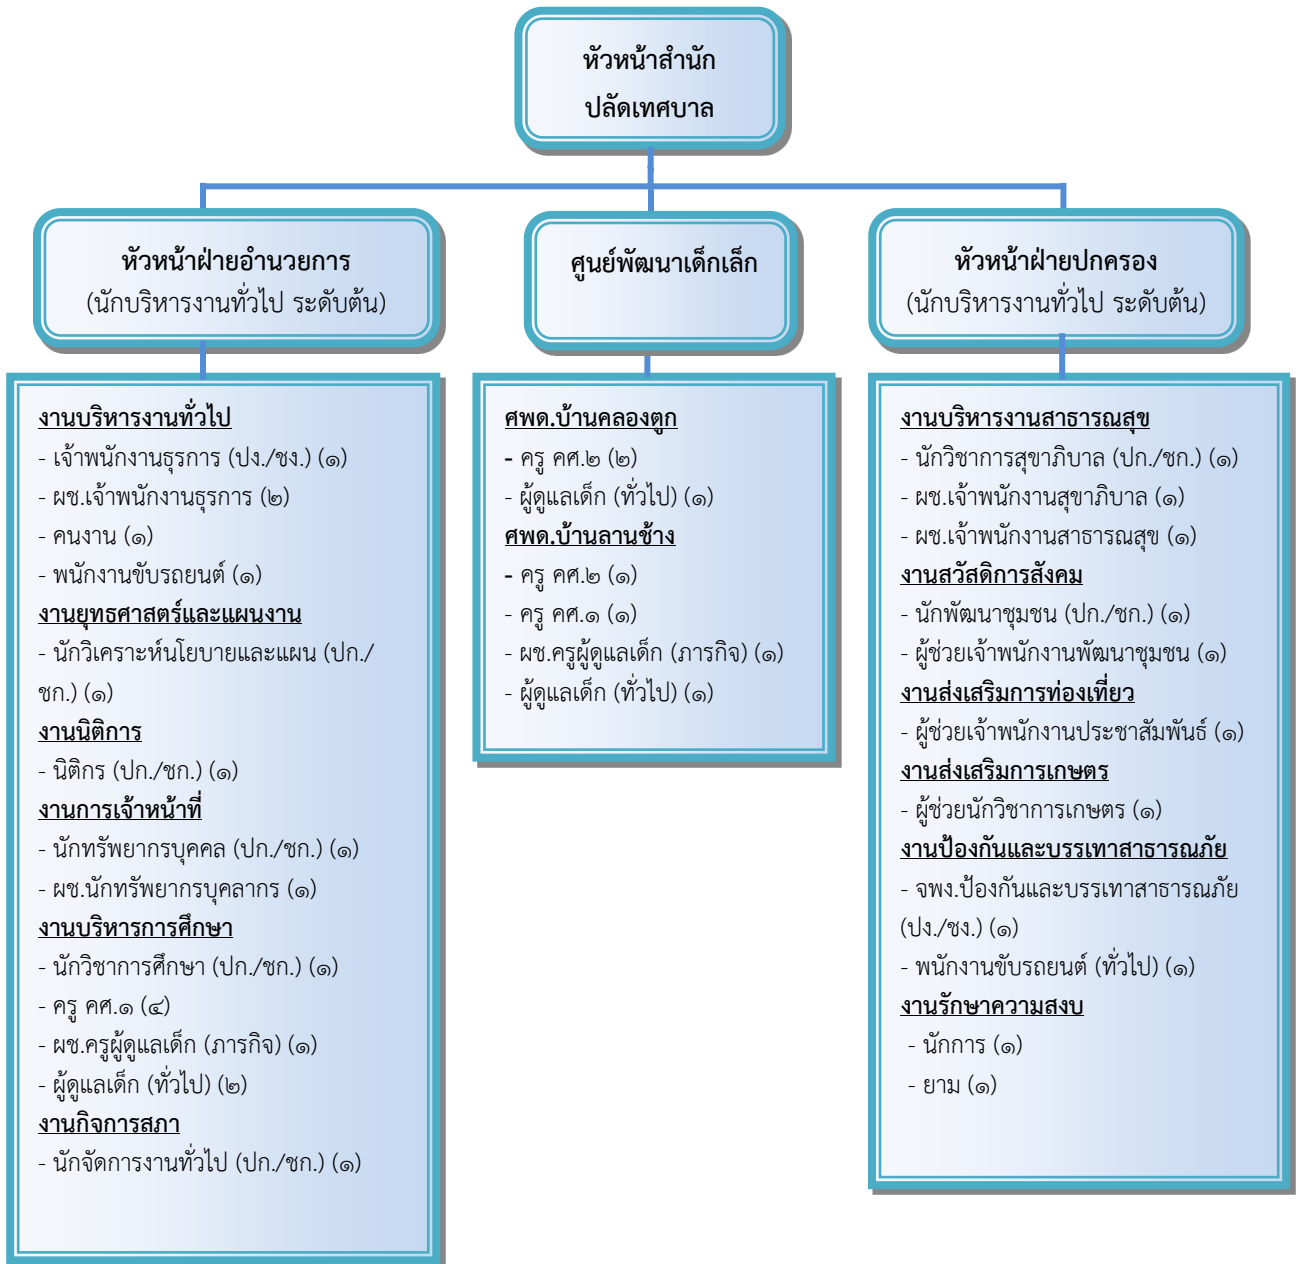 หัวหน้าสำนัก
ปลัดเทศบาล
หัวหน้าฝ่ายอำนวยการ
(นักบริหารงานทั่วไป ระดับต้น)
ศูนย์พัฒนาเด็กเล็ก
หัวหน้าฝ่ายปกครอง
(นักบริหารงานทั่วไป ระดับต้น)
งานบริหารงานทั่วไป
- เจ้าพนักงานธุรการ (ปง./ชง.) (๑)
- ผช.เจ้าพนักงานธุรการ (๒)
- คนงาน (๑)
- พนักงานขับรถยนต์ (๑)
งานยุทธศาสตร์และแผนงาน
- นักวิเคราะห์นโยบายและแผน (ปก./
ชก.) (๑)
งานนิติการ
- นิติกร (ปก./ชก.) (๑)
งานการเจ้าหน้าที่
- นักทรัพยากรบุคคล (ปก./ชก.) (๑)
- ผช.นักทรัพยากรบุคลากร (๑)
งานบริหารการศึกษา
- นักวิชาการศึกษา (ปก./ชก.) (๑)
- ครู คศ.๑ (๔)
- ผช.ครูผู้ดูแลเด็ก (ภารกิจ) (๑)
- ผู้ดูแลเด็ก (ทั่วไป) (๒)
งานกิจการสภา
- นักจัดการงานทั่วไป (ปก./ชก.) (๑)
ศพด.บ้านคลองตูก
- ครู คศ.๒ (๒)
- ผู้ดูแลเด็ก (ทั่วไป) (๑)
ศพด.บ้านลานช้าง
- ครู คศ.๒ (๑)
- ครู คศ.๑ (๑)
- ผช.ครูผู้ดูแลเด็ก (ภารกิจ) (๑)
- ผู้ดูแลเด็ก (ทั่วไป) (๑)
งานบริหารงานสาธารณสุข
- นักวิชาการสุขาภิบาล (ปก./ชก.) (๑)
- ผช.เจ้าพนักงานสุขาภิบาล (๑)
- ผช.เจ้าพนักงานสาธารณสุข (๑)
งานสวัสดิการสังคม
- นักพัฒนาชุมชน (ปก./ชก.) (๑)
- ผู้ช่วยเจ้าพนักงานพัฒนาชุมชน (๑)
งานส่งเสริมการท่องเที่ยว
- ผู้ช่วยเจ้าพนักงานประชาสัมพันธ์ (๑)
งานส่งเสริมการเกษตร
- ผู้ช่วยนักวิชาการเกษตร (๑)
งานป้องกันและบรรเทาสาธารณภัย
- จพง.ป้องกันและบรรเทาสาธารณภัย
(ปง./ชง.) (๑)
- พนักงานขับรถยนต์ (ทั่วไป) (๑)
งานรักษาความสงบ
- นักการ (๑)
- ยาม (๑)